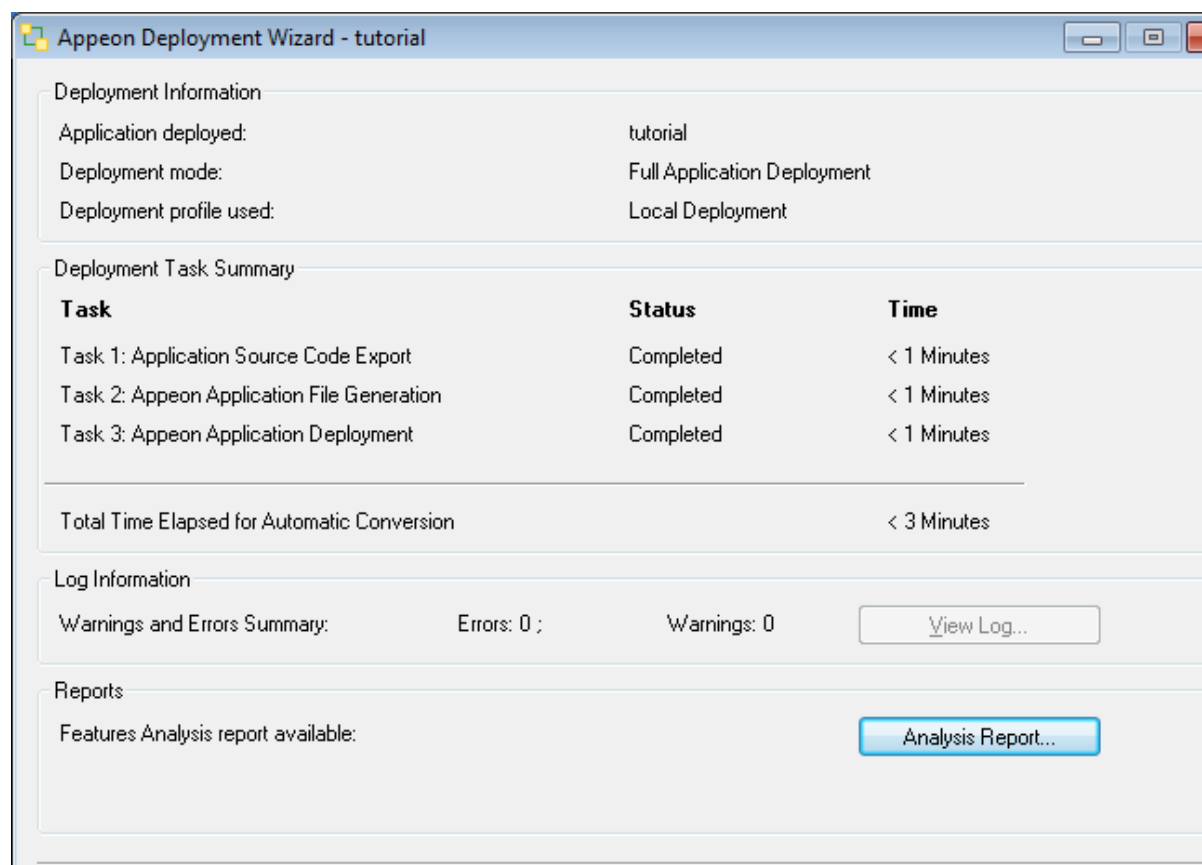 Appeon Deployment Wizard - tutorial
Deployment Information
Application deployed: tutorial
Deployment mode: Full Application Deployment
Deployment profile used: Local Deployment
Deployment Task Summary
Task Status Time
Task 1: Application Source Code Export Completed < 1 Minutes
Task 2: Appeon Application File Generation Completed < 1 Minutes
Task 3: Appeon Application Deployment Completed < 1 Minutes
Total Time Elapsed for Automatic Conversion < 3 Minutes
Log Information
Warnings and Errors Summary: Errors: 0 ; Warnings: 0 View Log...
Reports
Features Analysis report available: Analysis Report...